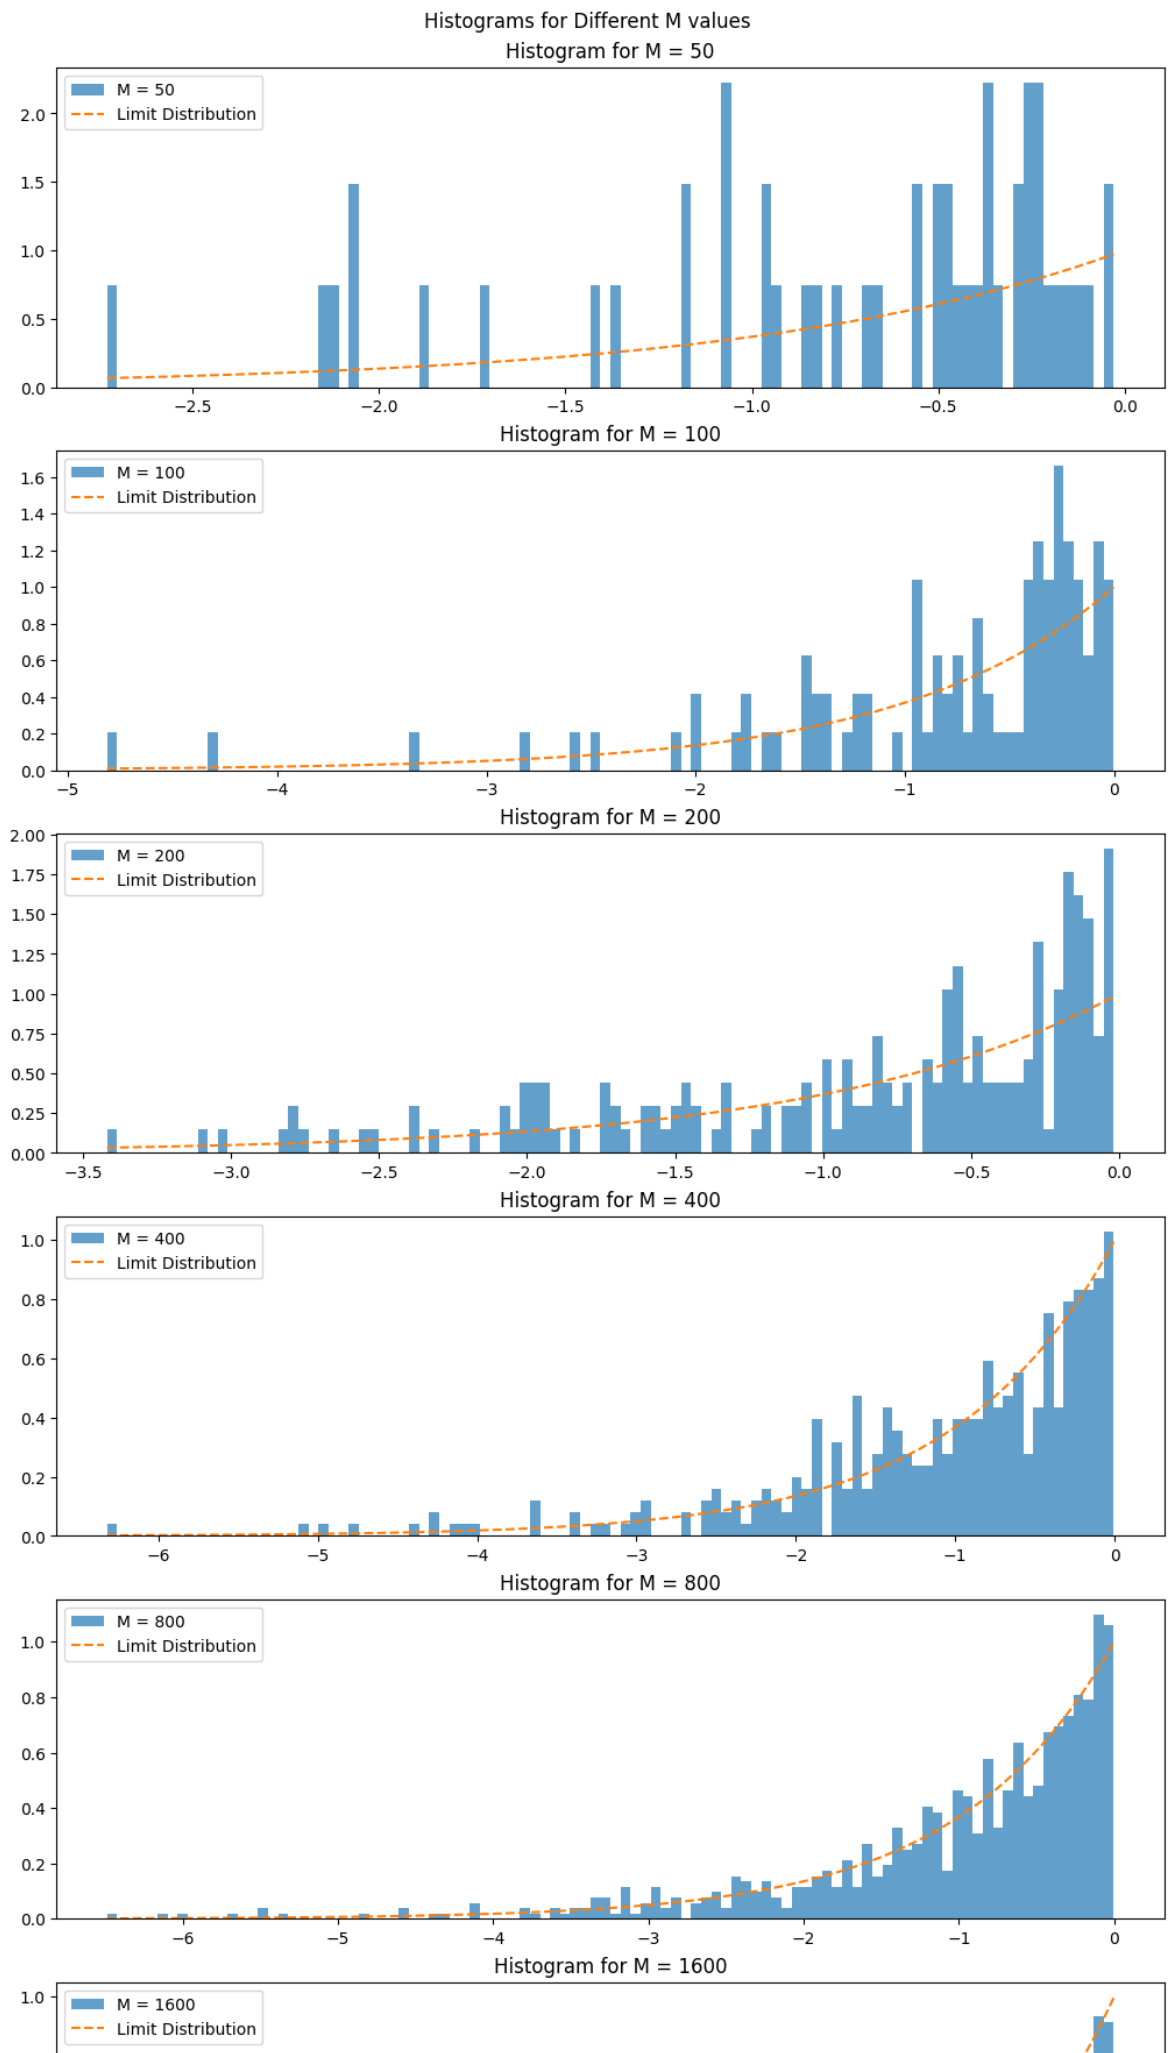 Histograms for Different M values
Histogram for M = 50
M = 50
Limit Distribution
2.0
1.5
1.0
0.5
0.0
−2.5 −2.0 −1.5 −1.0 −0.5 0.0
Histogram for M = 100
M = 100
Limit Distribution
1.6
1.4
1.2
1.0
0.8
0.6
0.4
0.2
0.0
−5 −4 −3 −2 −1 0
Histogram for M = 200
2.00
M = 200
Limit Distribution
1.75
1.50
1.25
1.00
0.75
0.50
0.25
0.00
−3.5 −3.0 −2.5 −2.0 −1.5 −1.0 −0.5 0.0
Histogram for M = 400
M = 400
Limit Distribution
1.0
0.8
0.6
0.4
0.2
0.0
−6 −5 −4 −3 −2 −1 0
Histogram for M = 800
M = 800
Limit Distribution
1.0
0.8
0.6
0.4
0.2
0.0
−6 −5 −4 −3 −2 −1 0
Histogram for M = 1600
1.0
M = 1600
Limit Distribution